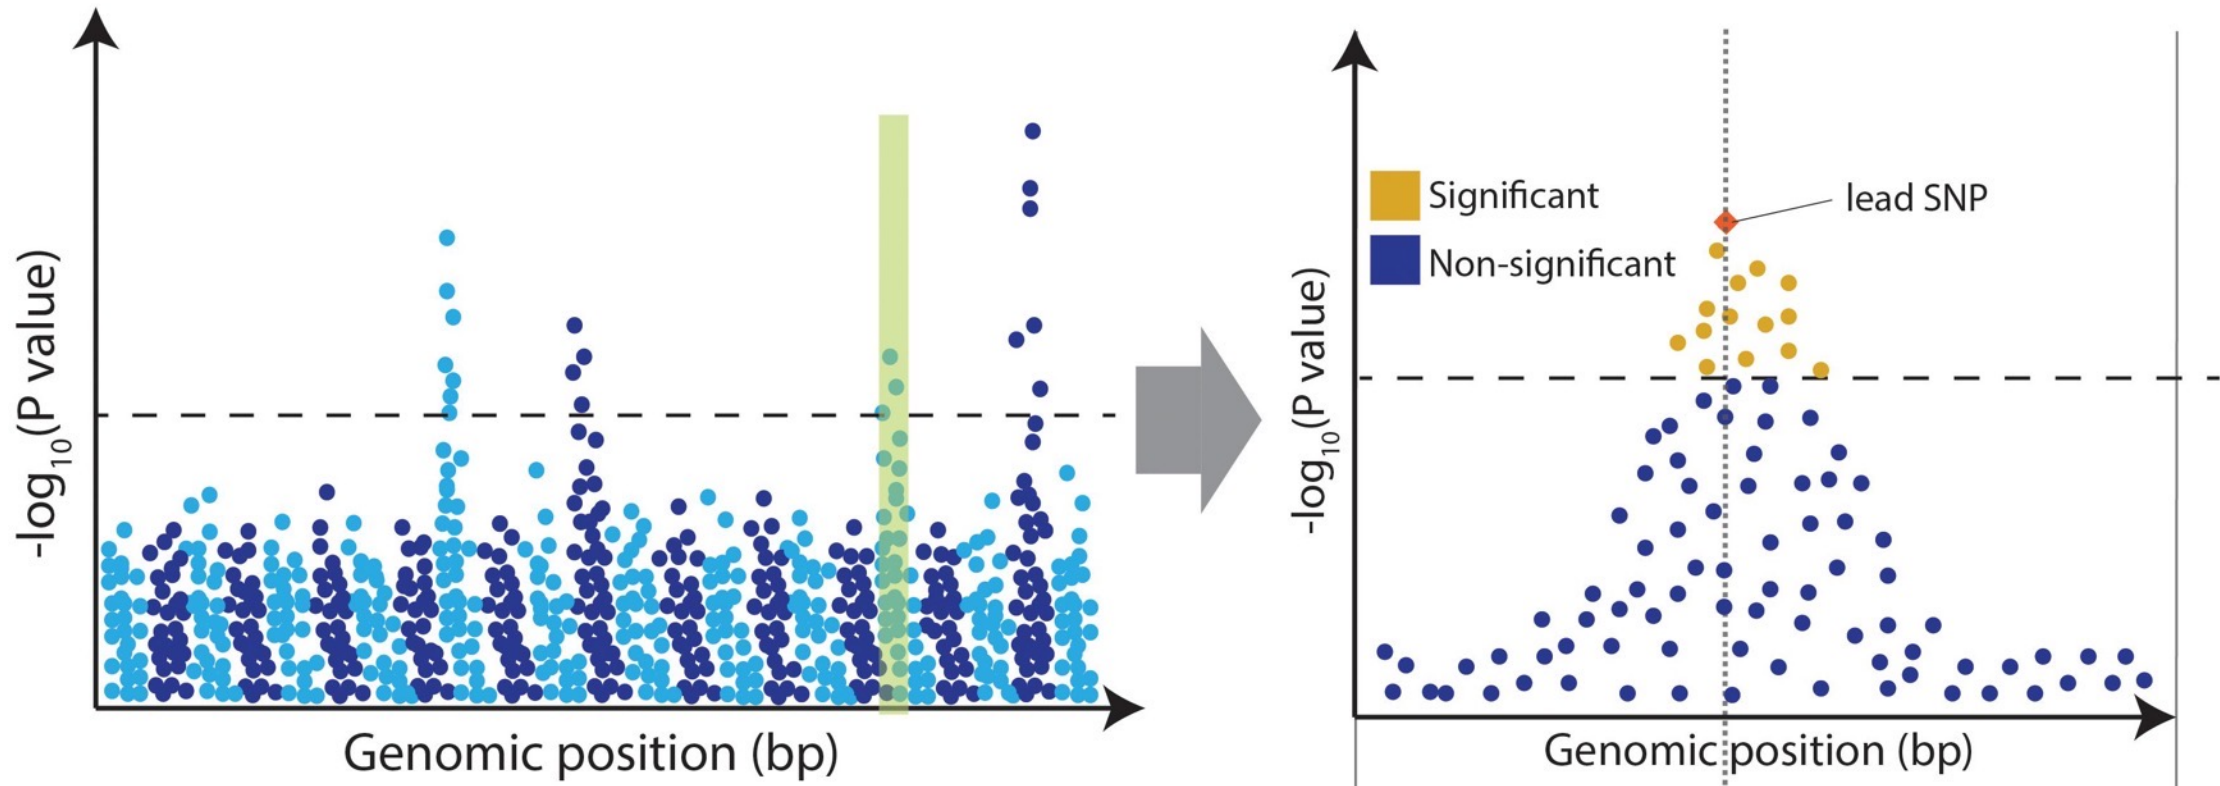 -log10(P value)
Genomic position (bp)
Significant
Non-significant
lead SNP
-log10(P value)
Genomic position (bp)